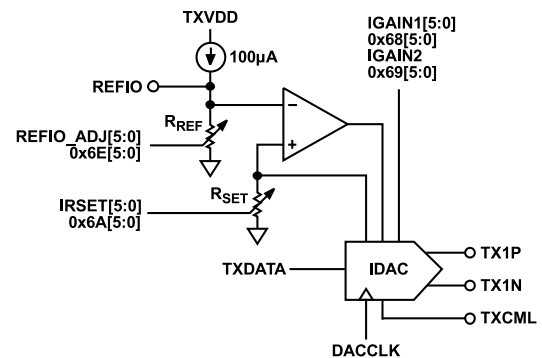 TXVDD
100µA
REFIO
RREF
REFIO_ADJ[5:0]
0x6E[5:0]
IRSET[5:0]
0x6A[5:0]
RSET
−
+
IGAIN1[5:0]
0x68[5:0]
IGAIN2
0x69[5:0]
TXDATA
IDAC
TX1P
TX1N
TXCML
DACCLK